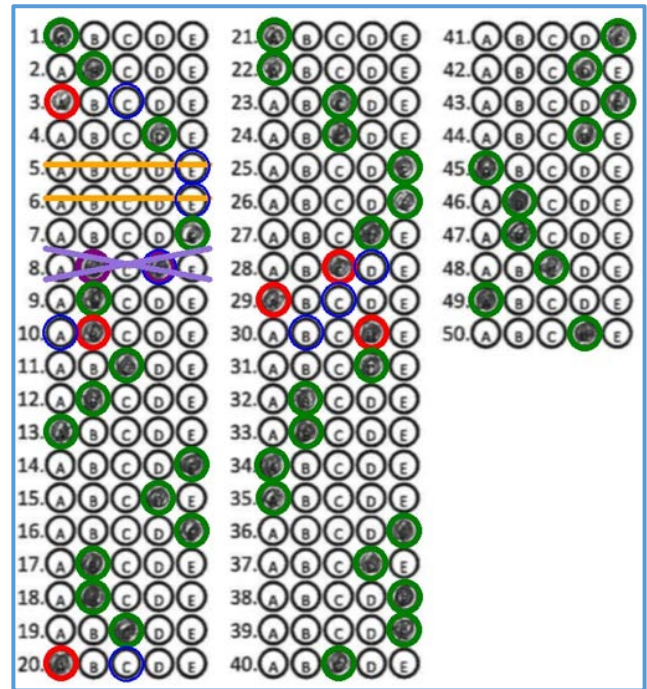 1. B C D E
2. A C D E
3. B C D E
4. A B C E
5. A B C D E
6. A B C D E
7. A B C D
8. A C E
9. A C D E
10. A C D E
11. A B D E
12. A C D E
13. B C D E
14. A B C D
15. A B C E
16. A B C D
17. A C D E
18. A C D E
19. A B D E
20. B C D E
21. B C D E
22. B C D E
23. A B D E
24. A B D E
25. A B C D
26. A B C D
27. A B C E
28. A B D E
29. B C D E
30. A B C E
31. A B C E
32. A C D E
33. A C D E
34. B C D E
35. B C D E
36. A B C D
37. A B C E
38. A B C D
39. A B C D
40. A B D E
41. A B C D
42. A B C E
43. A B C D
44. A B C E
45. B C D E
46. A C D E
47. A C D E
48. A B D E
49. B C D E
50. A B C E